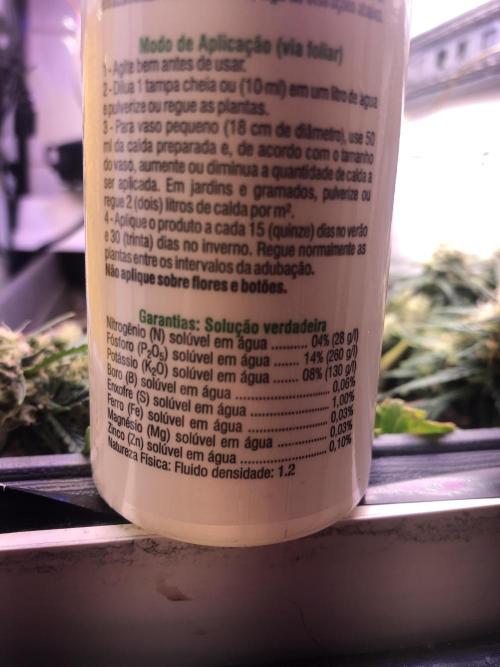 Modo de Aplicação (via foliar)
1 - Agite bem antes de usar.
2 - Dilua 1 tampa cheia ou (10 ml) em um litro de água
e pulverize ou regue as plantas.
3 - Para vaso pequeno (18 cm de diâmetro), use 50
ml da calda preparada e, de acordo com o tamanho
do vaso, aumente ou diminua a quantidade de calda a
ser aplicada. Em jardins e gramados, pulverize ou
regue 2 (dois) litros de calda por m².
4 - Aplique o produto a cada 15 (quinze) dias no verão
e 30 (trinta) dias no inverno. Regue normalmente as
plantas entre os intervalos da adubação.
Não aplique sobre flores e botões.
Garantias: Solução verdadeira
Nitrogênio (N) solúvel em água .......... 04% (28 g/l)
Fósforo (P₂O₅) solúvel em água ....... 14% (260 g/l)
Potássio (K₂O) solúvel em água ....... 08% (130 g/l)
Boro (B) solúvel em água ........................ 0,06%
Enxofre (S) solúvel em água .................... 1,00%
Ferro (Fe) solúvel em água ...................... 0,03%
Magnésio (Mg) solúvel em água .............. 0,03%
Zinco (Zn) solúvel em água ..................... 0,10%
Natureza Física: Fluido densidade: 1.2